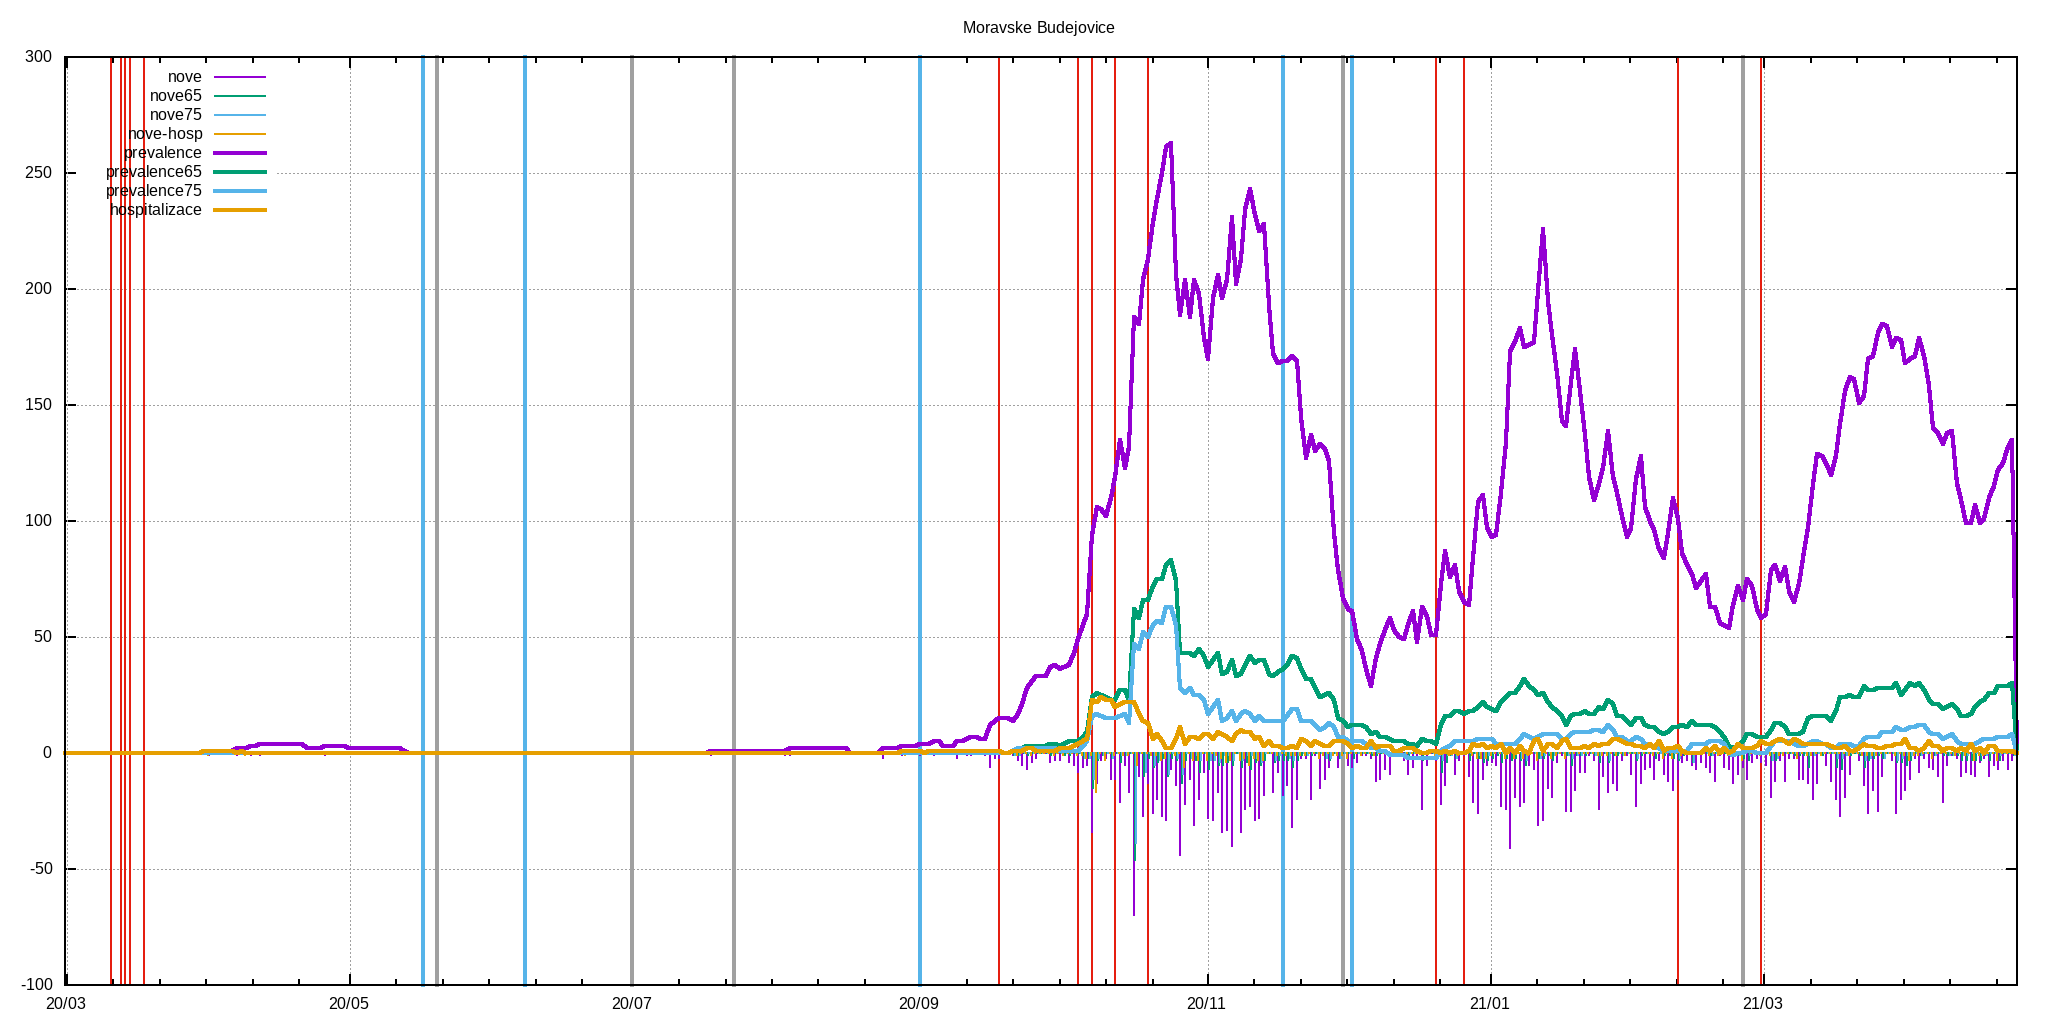 Moravske Budejovice
300
250
200
150
100
50
0
-50
-100
nove
nove65
nove75
nove-hosp
prevalence
prevalence65
prevalence75
hospitalizace
20/03 20/05 20/07 20/09 20/11 21/01 21/03